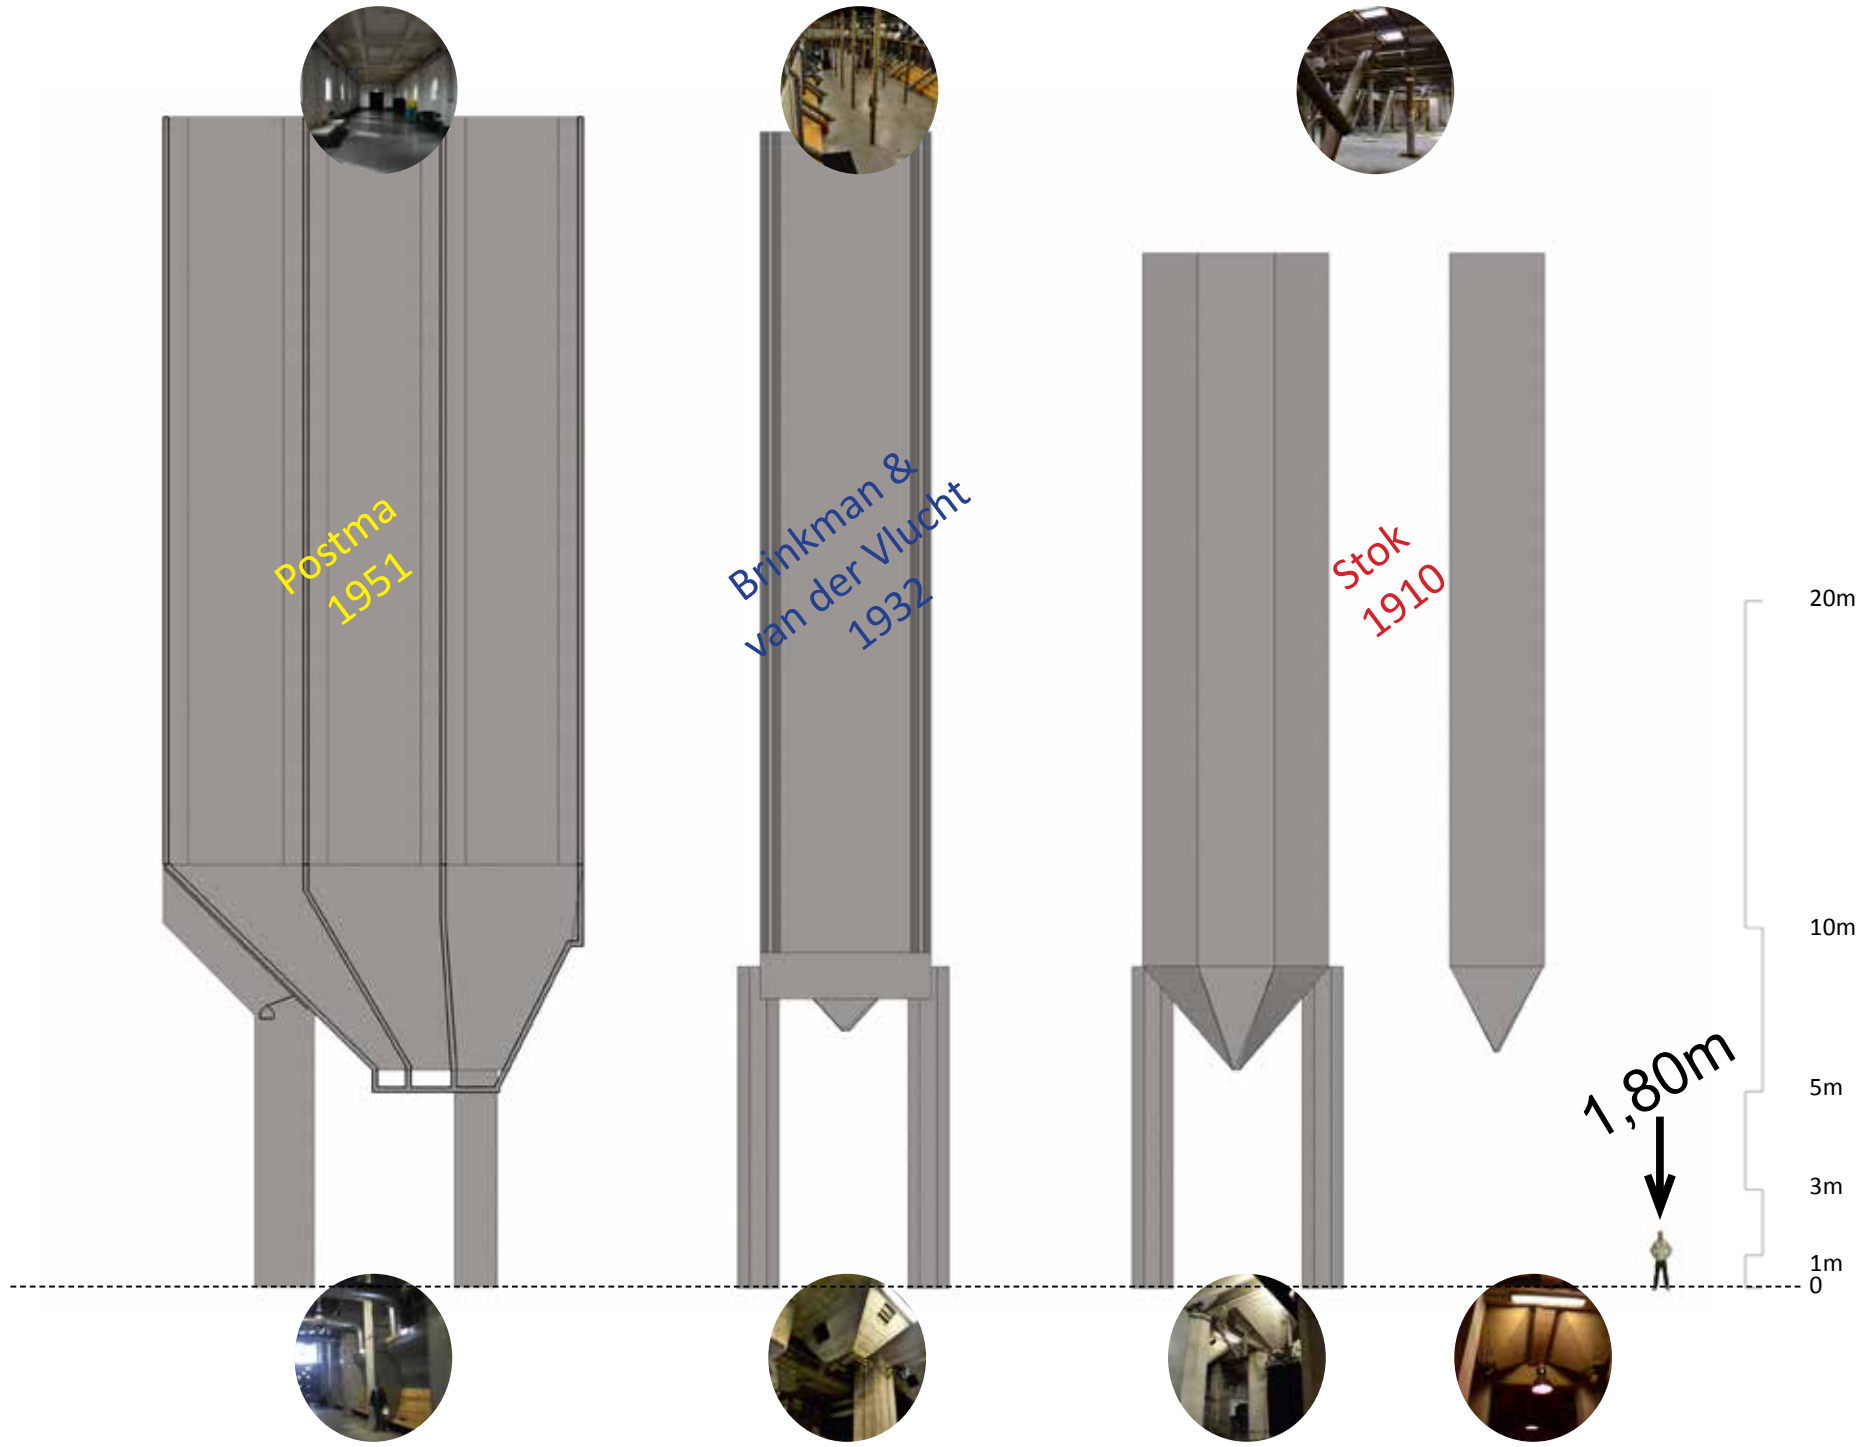 Postma
1951
Brinkman &
van der Vlucht
1932
Stok
1910
20m
10m
5m
3m
1m
0
1,80m